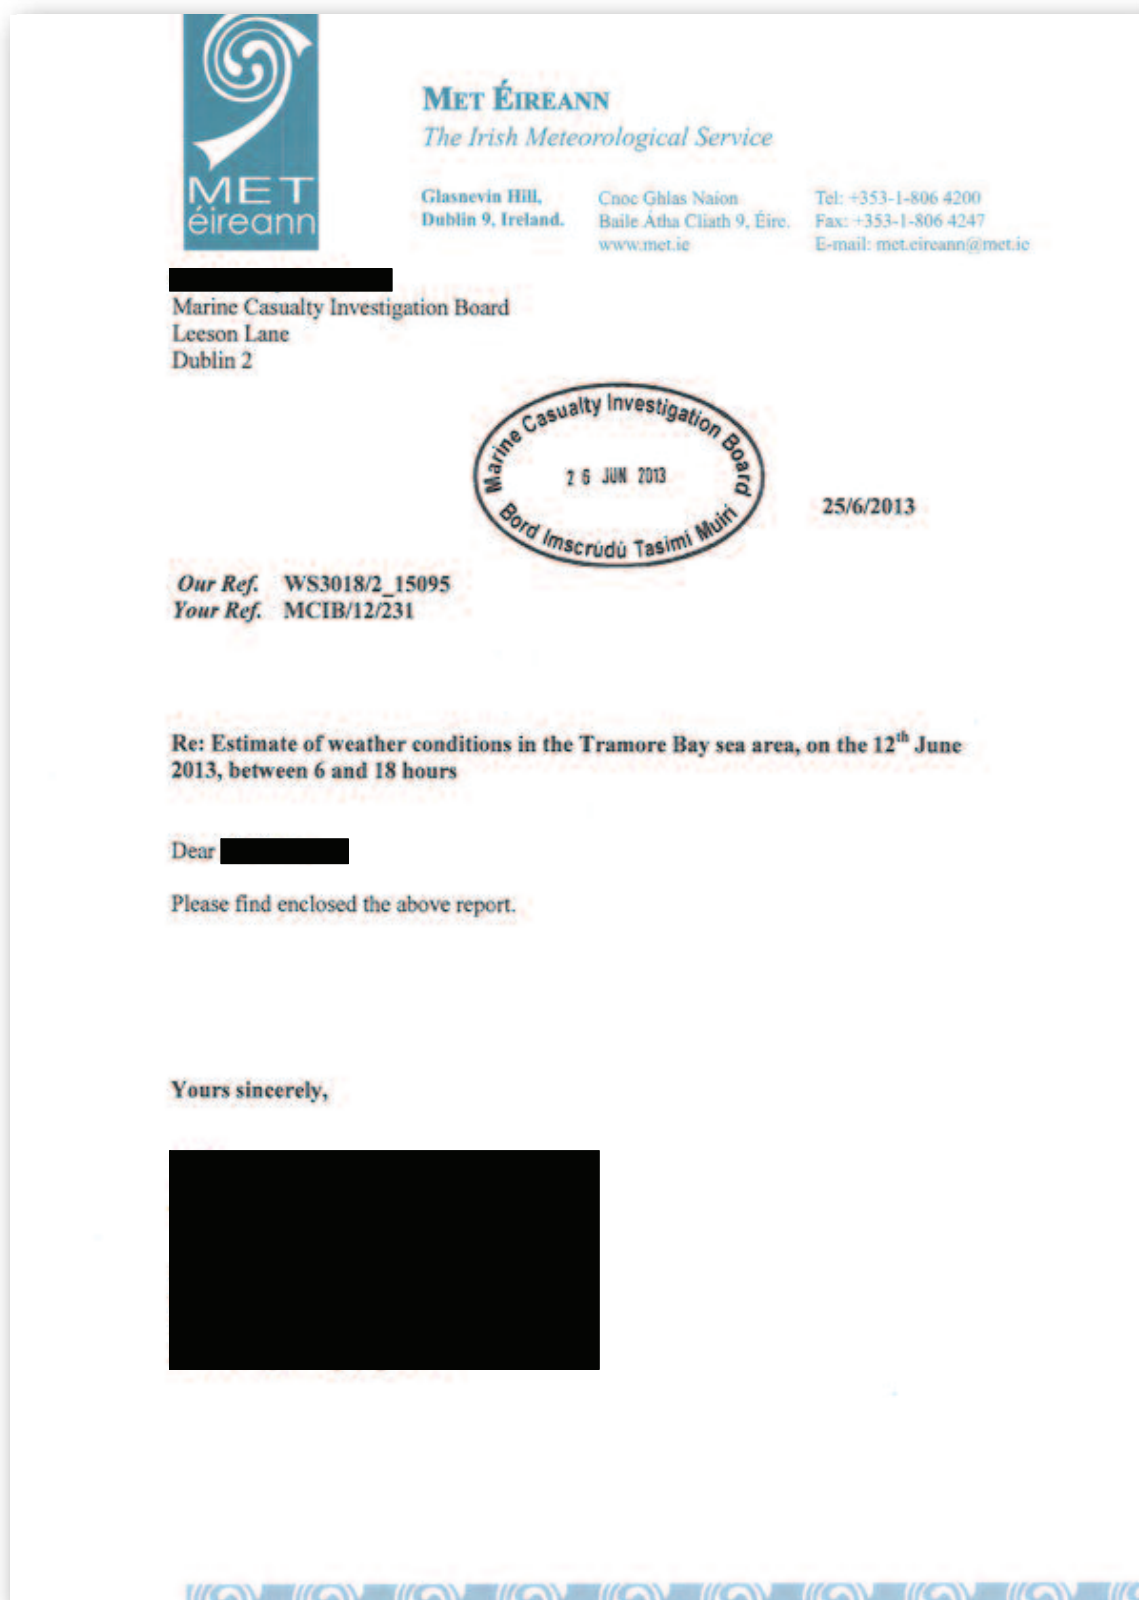 MET
éireann
MET ÉIREANN
The Irish Meteorological Service
Glasnevin Hill,
Dublin 9, Ireland.
Cnoc Ghlas Naion
Baile Átha Cliath 9, Éire.
www.met.ie
Tel: +353-1-806 4200
Fax: +353-1-806 4247
E-mail: met.eireann@met.ie
Marine Casualty Investigation Board
Leeson Lane
Dublin 2
Marine Casualty Investigation Board
26 JUN 2013
Bord Imscrúdú Taismí Muirí
25/6/2013
Our Ref. WS3018/2_15095
Your Ref. MCIB/12/231
Re: Estimate of weather conditions in the Tramore Bay sea area, on the 12th June
2013, between 6 and 18 hours
Dear
Please find enclosed the above report.
Yours sincerely,